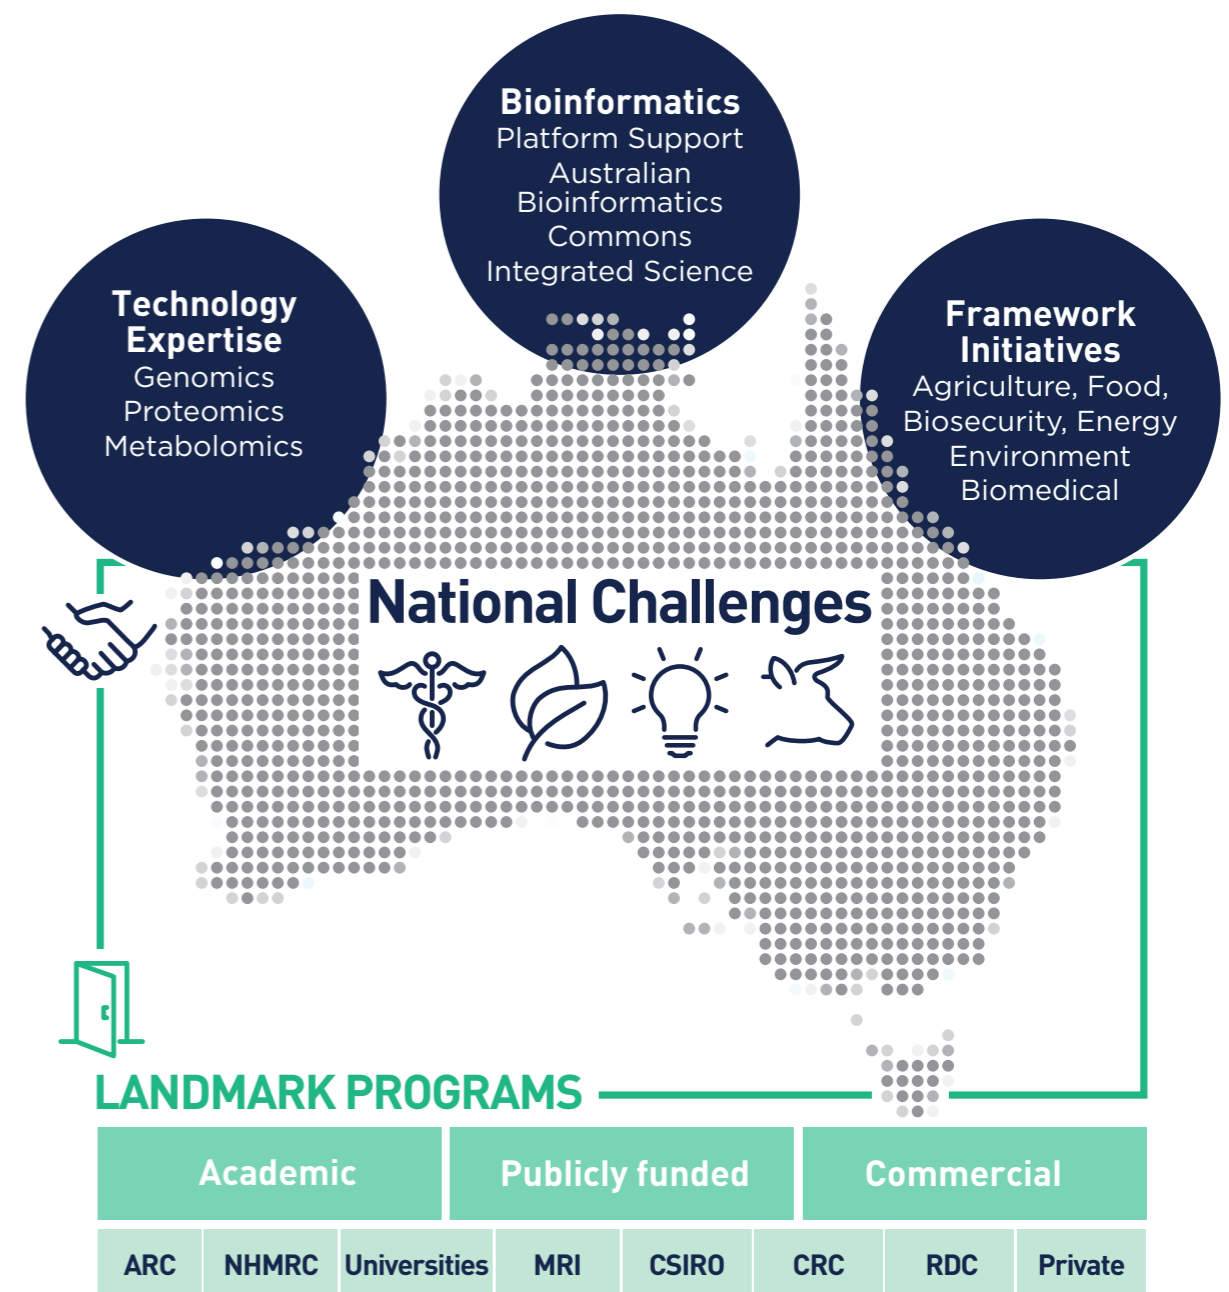 Bioinformatics
Platform Support
Australian
Bioinformatics
Commons
Integrated Science
Technology
Expertise
Genomics
Proteomics
Metabolomics
Framework
Initiatives
Agriculture, Food,
Biosecurity, Energy
Environment
Biomedical
National Challenges
LANDMARK PROGRAMS
Academic
Publicly funded
Commercial
ARC
NHMRC
Universities
MRI
CSIRO
CRC
RDC
Private